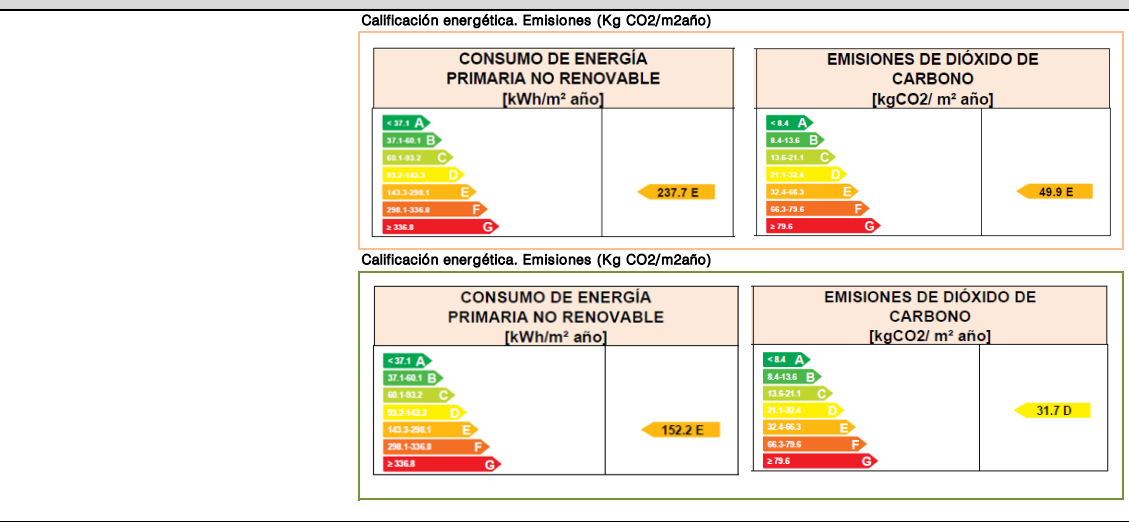 Calificación energética. Emisiones (Kg CO2/m2año)
CONSUMO DE ENERGÍA
PRIMARIA NO RENOVABLE
[kWh/m² año]
< 37.1 A
37.1-60.1 B
60.1-93.2 C
93.2-143.3 D
143.3-298.1 E
298.1-336.8 F
≥ 336.8 G
237.7 E
EMISIONES DE DIÓXIDO DE
CARBONO
[kgCO2/ m² año]
< 8.4 A
8.4-13.6 B
13.6-21.1 C
21.1-32.4 D
32.4-66.3 E
66.3-79.6 F
≥ 79.6 G
49.9 E
Calificación energética. Emisiones (Kg CO2/m2año)
CONSUMO DE ENERGÍA
PRIMARIA NO RENOVABLE
[kWh/m² año]
< 37.1 A
37.1-60.1 B
60.1-93.2 C
93.2-143.3 D
143.3-298.1 E
298.1-336.8 F
≥ 336.8 G
152.2 E
EMISIONES DE DIÓXIDO DE
CARBONO
[kgCO2/ m² año]
< 8.4 A
8.4-13.6 B
13.6-21.1 C
21.1-32.4 D
32.4-66.3 E
66.3-79.6 F
≥ 79.6 G
31.7 D